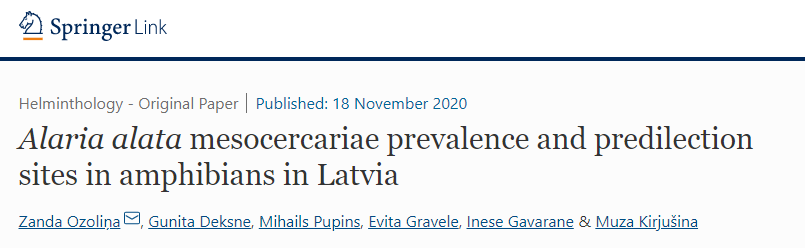 Springer Link
Helminthology - Original Paper | Published: 18 November 2020
Alaria alata mesocercariae prevalence and predilection
sites in amphibians in Latvia
Zanda Ozoliņa, Gunita Deksne, Mihails Pupins, Evita Gravele, Inese Gavarane & Muza Kirjušina